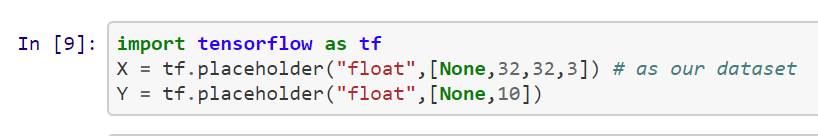 In [9]: import tensorflow as tf
X = tf.placeholder("float",[None,32,32,3]) # as our dataset
Y = tf.placeholder("float",[None,10])